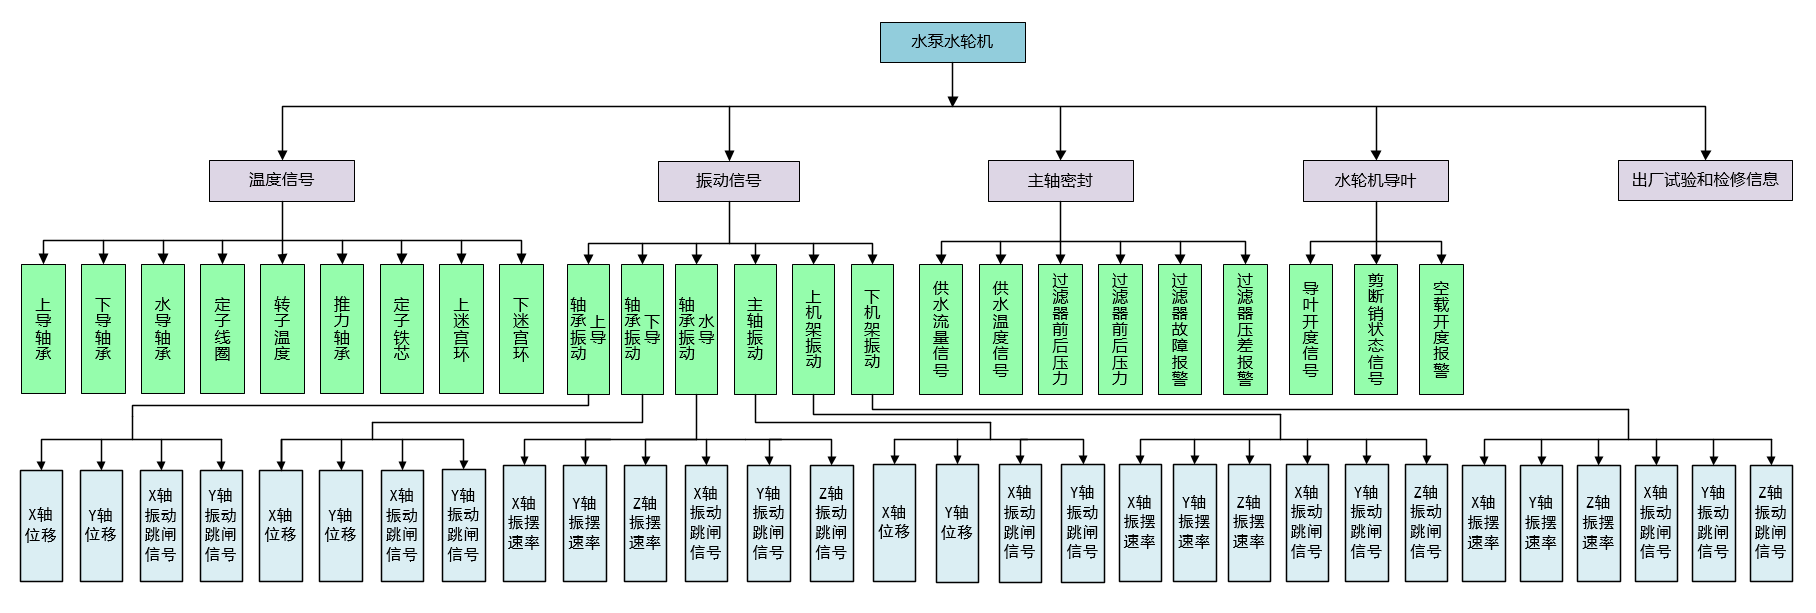 水泵水轮机
温度信号
振动信号
主轴密封
水轮机导叶
出厂试验和检修信息
上导轴承
下导轴承
水导轴承
定子线圈
转子温度
推力轴承
定子铁芯
上迷宫环
下迷宫环
上导
轴承振动
下导
轴承振动
水导
轴承振动
主轴振动
上机架振动
下机架振动
供水流量信号
供水温度信号
过滤器前后压力
过滤器前后压力
过滤器故障报警
过滤器压差报警
导叶开度信号
剪断销状态信号
空载开度报警
X轴
位移
Y轴
位移
X轴
振动
跳闸
信号
Y轴
振动
跳闸
信号
X轴
位移
Y轴
位移
X轴
振动
跳闸
信号
Y轴
振动
跳闸
信号
X轴
振摆
速率
Y轴
振摆
速率
Z轴
振摆
速率
X轴
振动
跳闸
信号
Y轴
振动
跳闸
信号
Z轴
振动
跳闸
信号
X轴
位移
Y轴
位移
X轴
振动
跳闸
信号
Y轴
振动
跳闸
信号
X轴
振摆
速率
Y轴
振摆
速率
Z轴
振摆
速率
X轴
振动
跳闸
信号
Y轴
振动
跳闸
信号
Z轴
振动
跳闸
信号
X轴
振摆
速率
Y轴
振摆
速率
Z轴
振摆
速率
X轴
振动
跳闸
信号
Y轴
振动
跳闸
信号
Z轴
振动
跳闸
信号